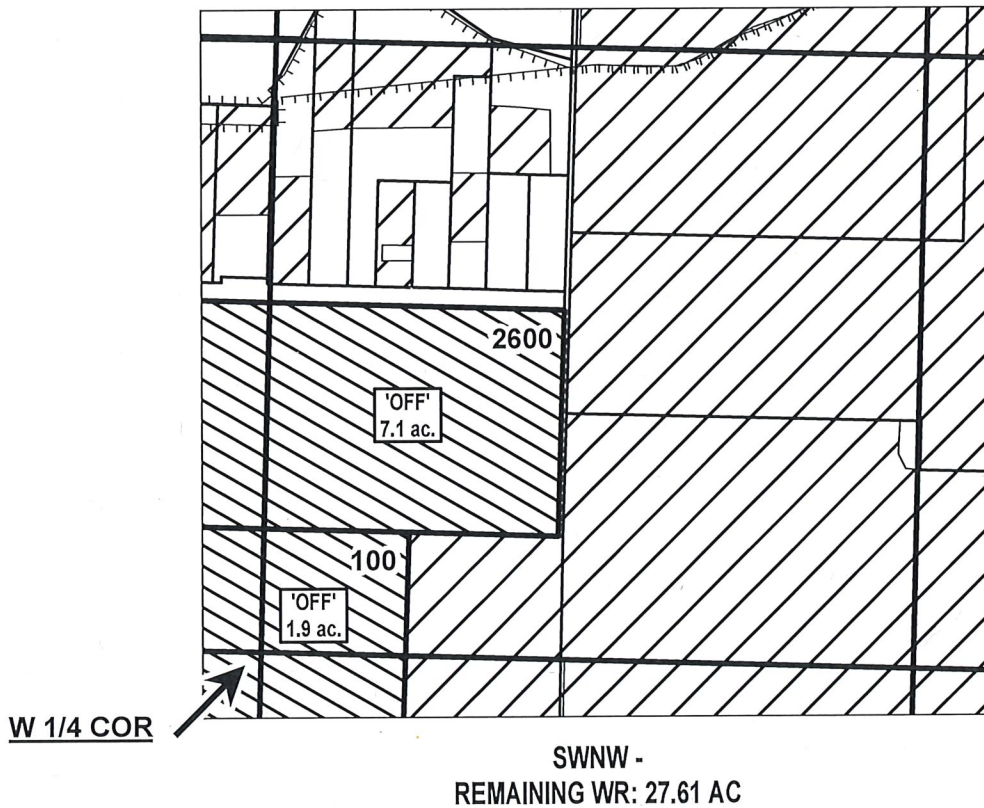 2600
'OFF'
7.1 ac.
100
'OFF'
1.9 ac.
W 1/4 COR
SWNW -
REMAINING WR: 27.61 AC